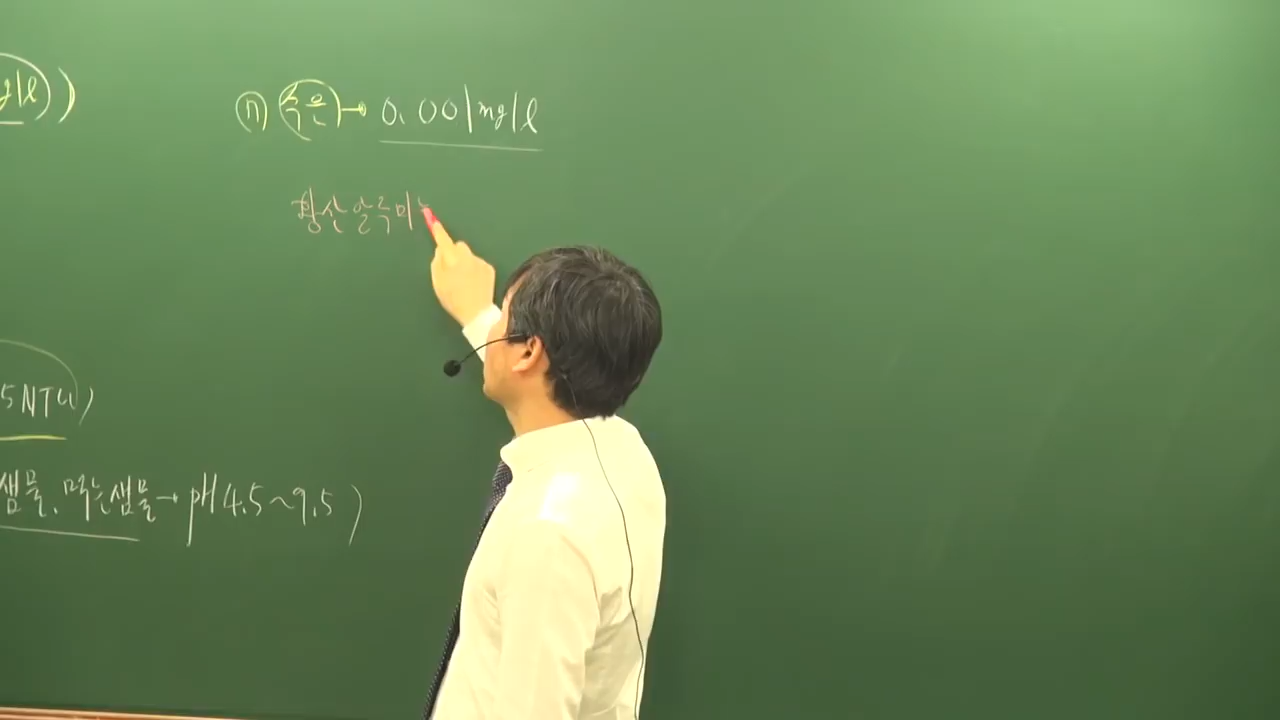 g/l))
⑰ 수은 → 0.001mg/l
황산알루미
5NTU)
샘물, 먹는샘물 → pH 4.5~9.5)